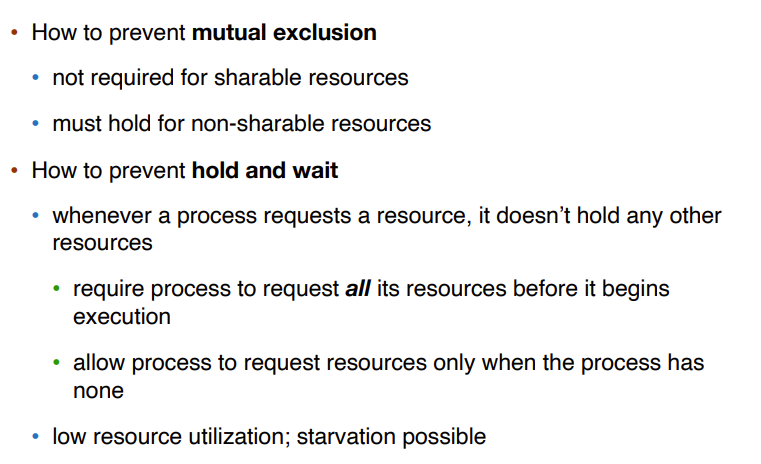 • How to prevent mutual exclusion
• not required for sharable resources
• must hold for non-sharable resources
• How to prevent hold and wait
• whenever a process requests a resource, it doesn’t hold any other
resources
• require process to request all its resources before it begins
execution
• allow process to request resources only when the process has
none
• low resource utilization; starvation possible